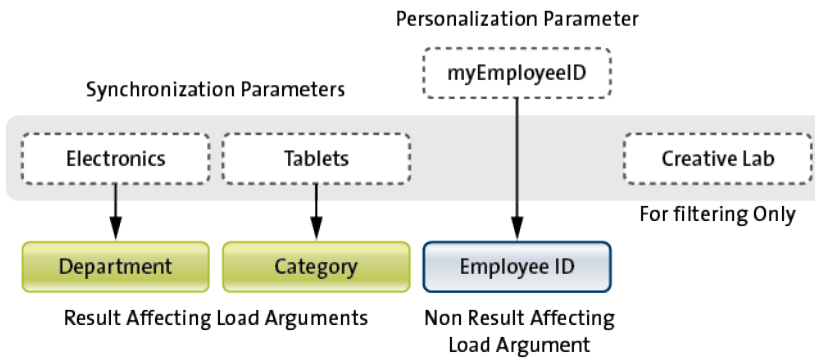 Personalization Parameter
myEmployeeID
Synchronization Parameters
Electronics
Tablets
Creative Lab
For filtering Only
Department
Category
Employee ID
Result Affecting Load Arguments
Non Result Affecting
Load Argument